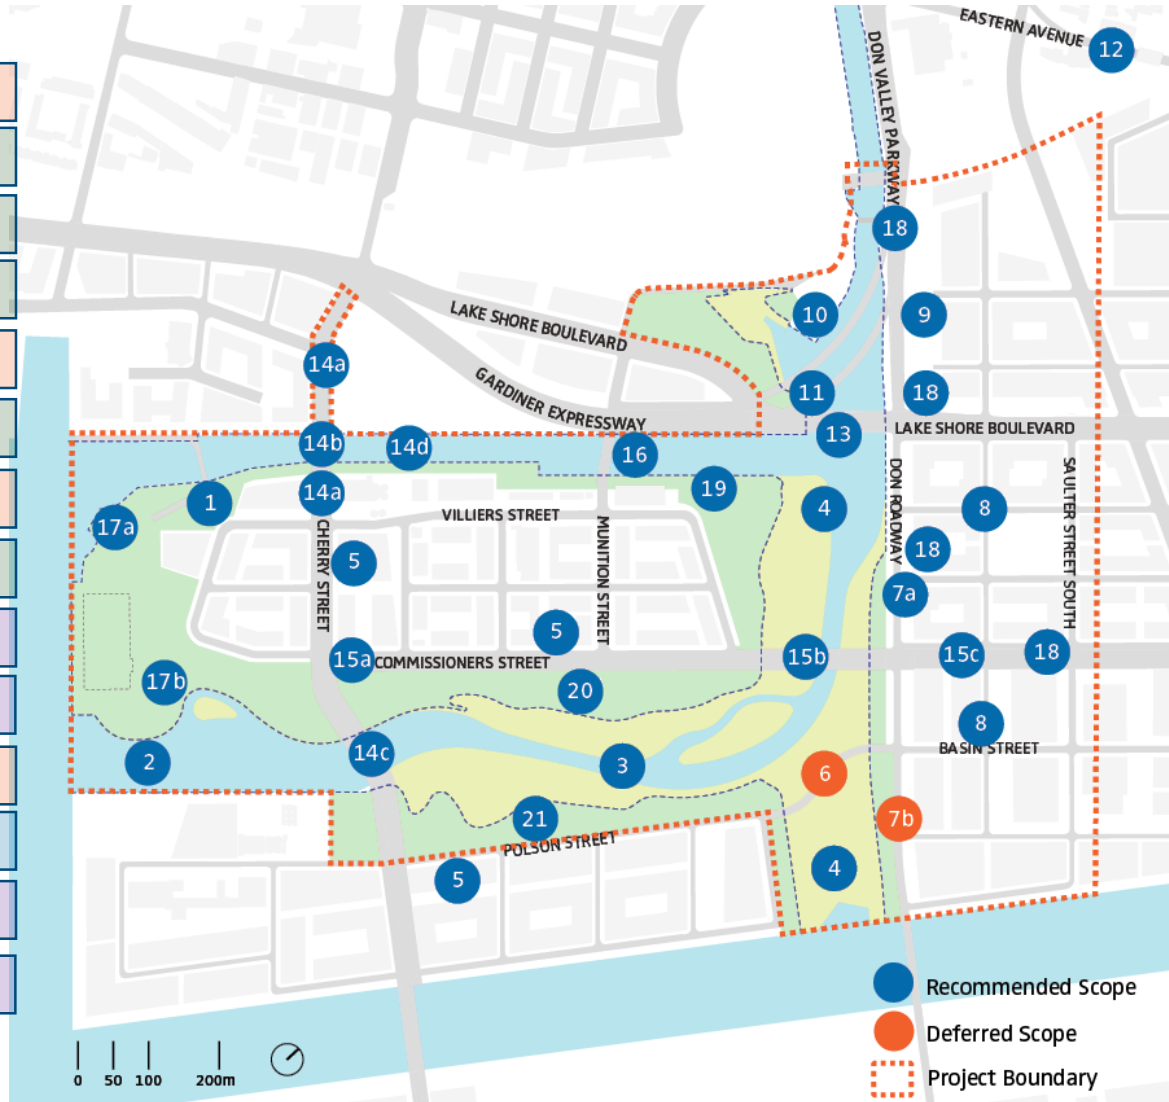 EASTERN AVENUE
12
DON VALLEY PARKWAY
18
10
9
LAKE SHORE BOULEVARD
14a
GARDINER EXPRESSWAY
11
18
13
LAKE SHORE BOULEVARD
14b
14d
16
1
14a
19
4
8
17a
VILLIERS STREET
DON ROADWAY
SAULTER STREET SOUTH
CHERRY STREET
MUNITION STREET
5
18
7a
5
15a
COMMISSIONERS STREET
15b
15c
18
17b
20
8
BASIN STREET
2
14c
3
6
21
7b
POLSON STREET
5
4
Recommended Scope
Deferred Scope
Project Boundary
0 50 100 200m